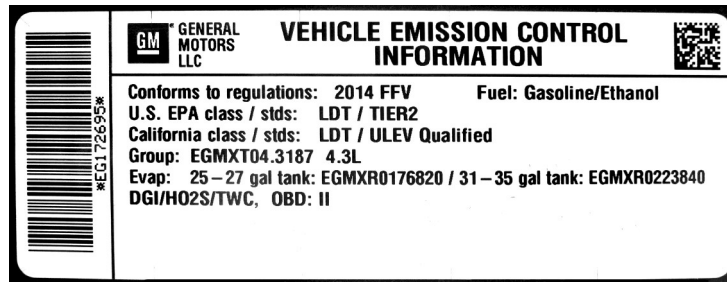 *EG172695*
GM GENERAL
MOTORS
LLC
VEHICLE EMISSION CONTROL
INFORMATION
Conforms to regulations: 2014 FFV Fuel: Gasoline/Ethanol
U.S. EPA class / stds: LDT / TIER2
California class / stds: LDT / ULEV Qualified
Group: EGMXT04.3187 4.3L
Evap: 25–27 gal tank: EGMXR0176820 / 31–35 gal tank: EGMXR0223840
DGI/HO2S/TWC, OBD: II